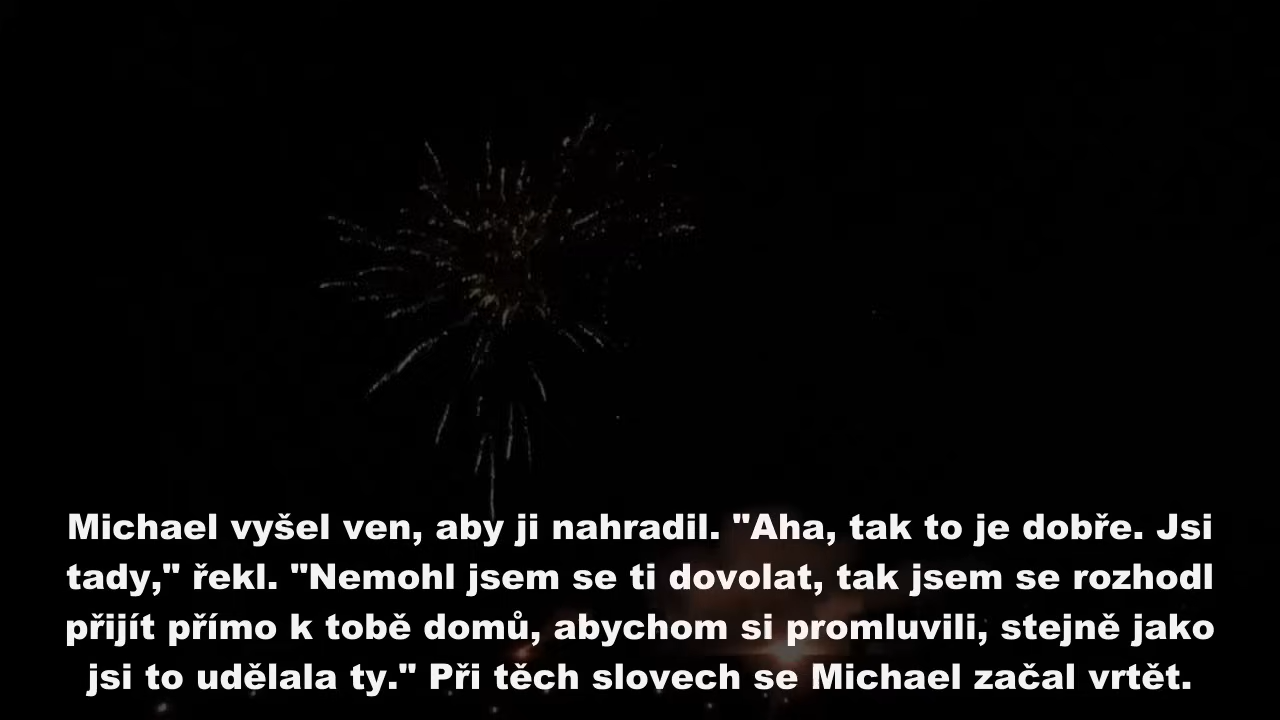 Michael vyšel ven, aby ji nahradil. "Aha, tak to je dobře. Jsi
tady," řekl. "Nemohl jsem se ti dovolat, tak jsem se rozhodl
přijít přímo k tobě domů, abychom si promluvili, stejně jako
jsi to udělala ty." Při těch slovech se Michael začal vrtět.